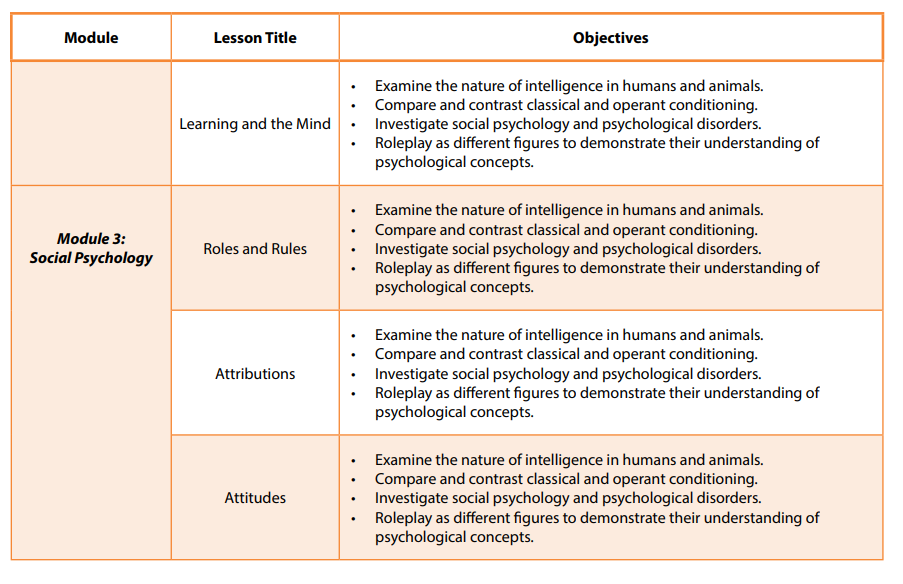 Module Lesson Title Objectives
Learning and the Mind
• Examine the nature of intelligence in humans and animals.
• Compare and contrast classical and operant conditioning.
• Investigate social psychology and psychological disorders.
• Roleplay as different figures to demonstrate their understanding of
psychological concepts.
Module 3:
Social Psychology
Roles and Rules
• Examine the nature of intelligence in humans and animals.
• Compare and contrast classical and operant conditioning.
• Investigate social psychology and psychological disorders.
• Roleplay as different figures to demonstrate their understanding of
psychological concepts.
Attributions
• Examine the nature of intelligence in humans and animals.
• Compare and contrast classical and operant conditioning.
• Investigate social psychology and psychological disorders.
• Roleplay as different figures to demonstrate their understanding of
psychological concepts.
Attitudes
• Examine the nature of intelligence in humans and animals.
• Compare and contrast classical and operant conditioning.
• Investigate social psychology and psychological disorders.
• Roleplay as different figures to demonstrate their understanding of
psychological concepts.